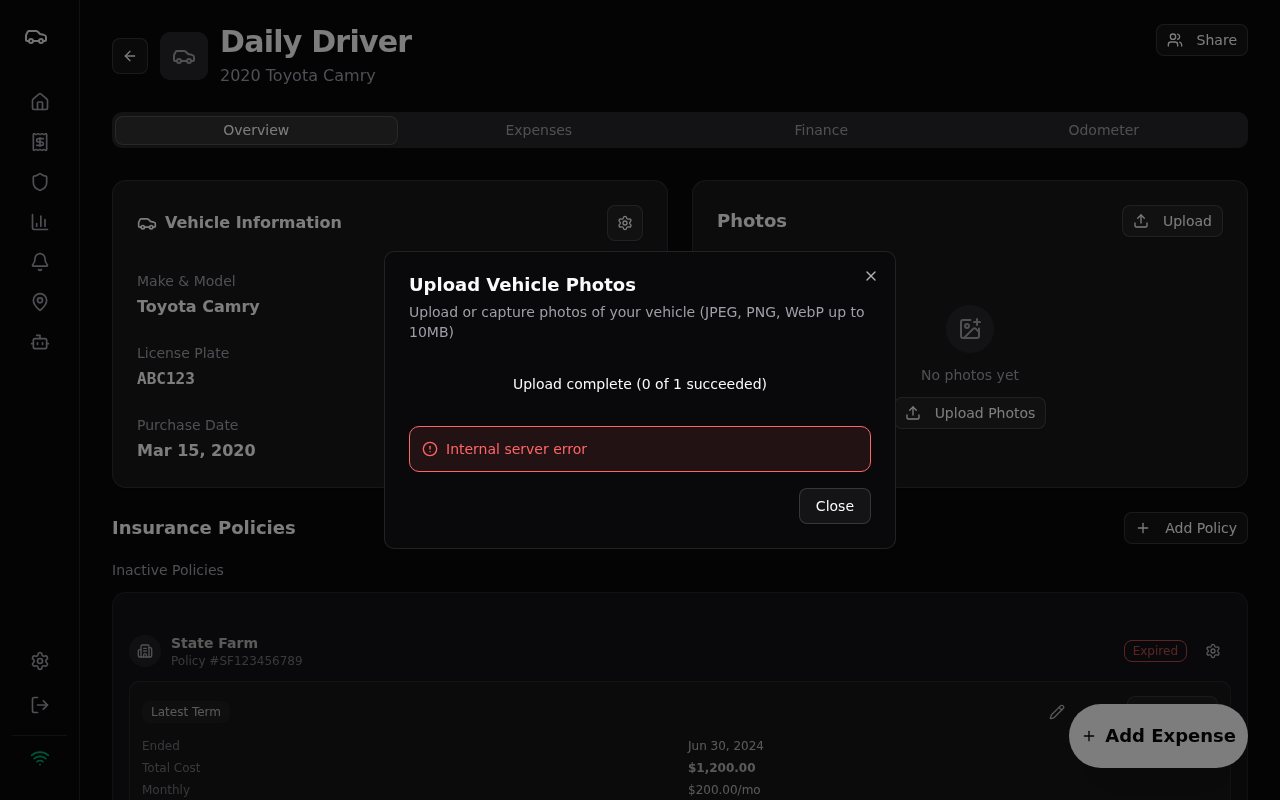 Daily Driver
2020 Toyota Camry
Share
Overview
Expenses
Finance
Odometer
Vehicle Information
Photos
Upload
Make & Model
Toyota Camry
License Plate
ABC123
Purchase Date
Mar 15, 2020
No photos yet
Upload Photos
Upload Vehicle Photos
Upload or capture photos of your vehicle (JPEG, PNG, WebP up to
10MB)
Upload complete (0 of 1 succeeded)
Internal server error
Close
Insurance Policies
Add Policy
Inactive Policies
State Farm
Policy #SF123456789
Expired
Latest Term
Ended
Jun 30, 2024
Total Cost
$1,200.00
Monthly
$200.00/mo
Add Expense